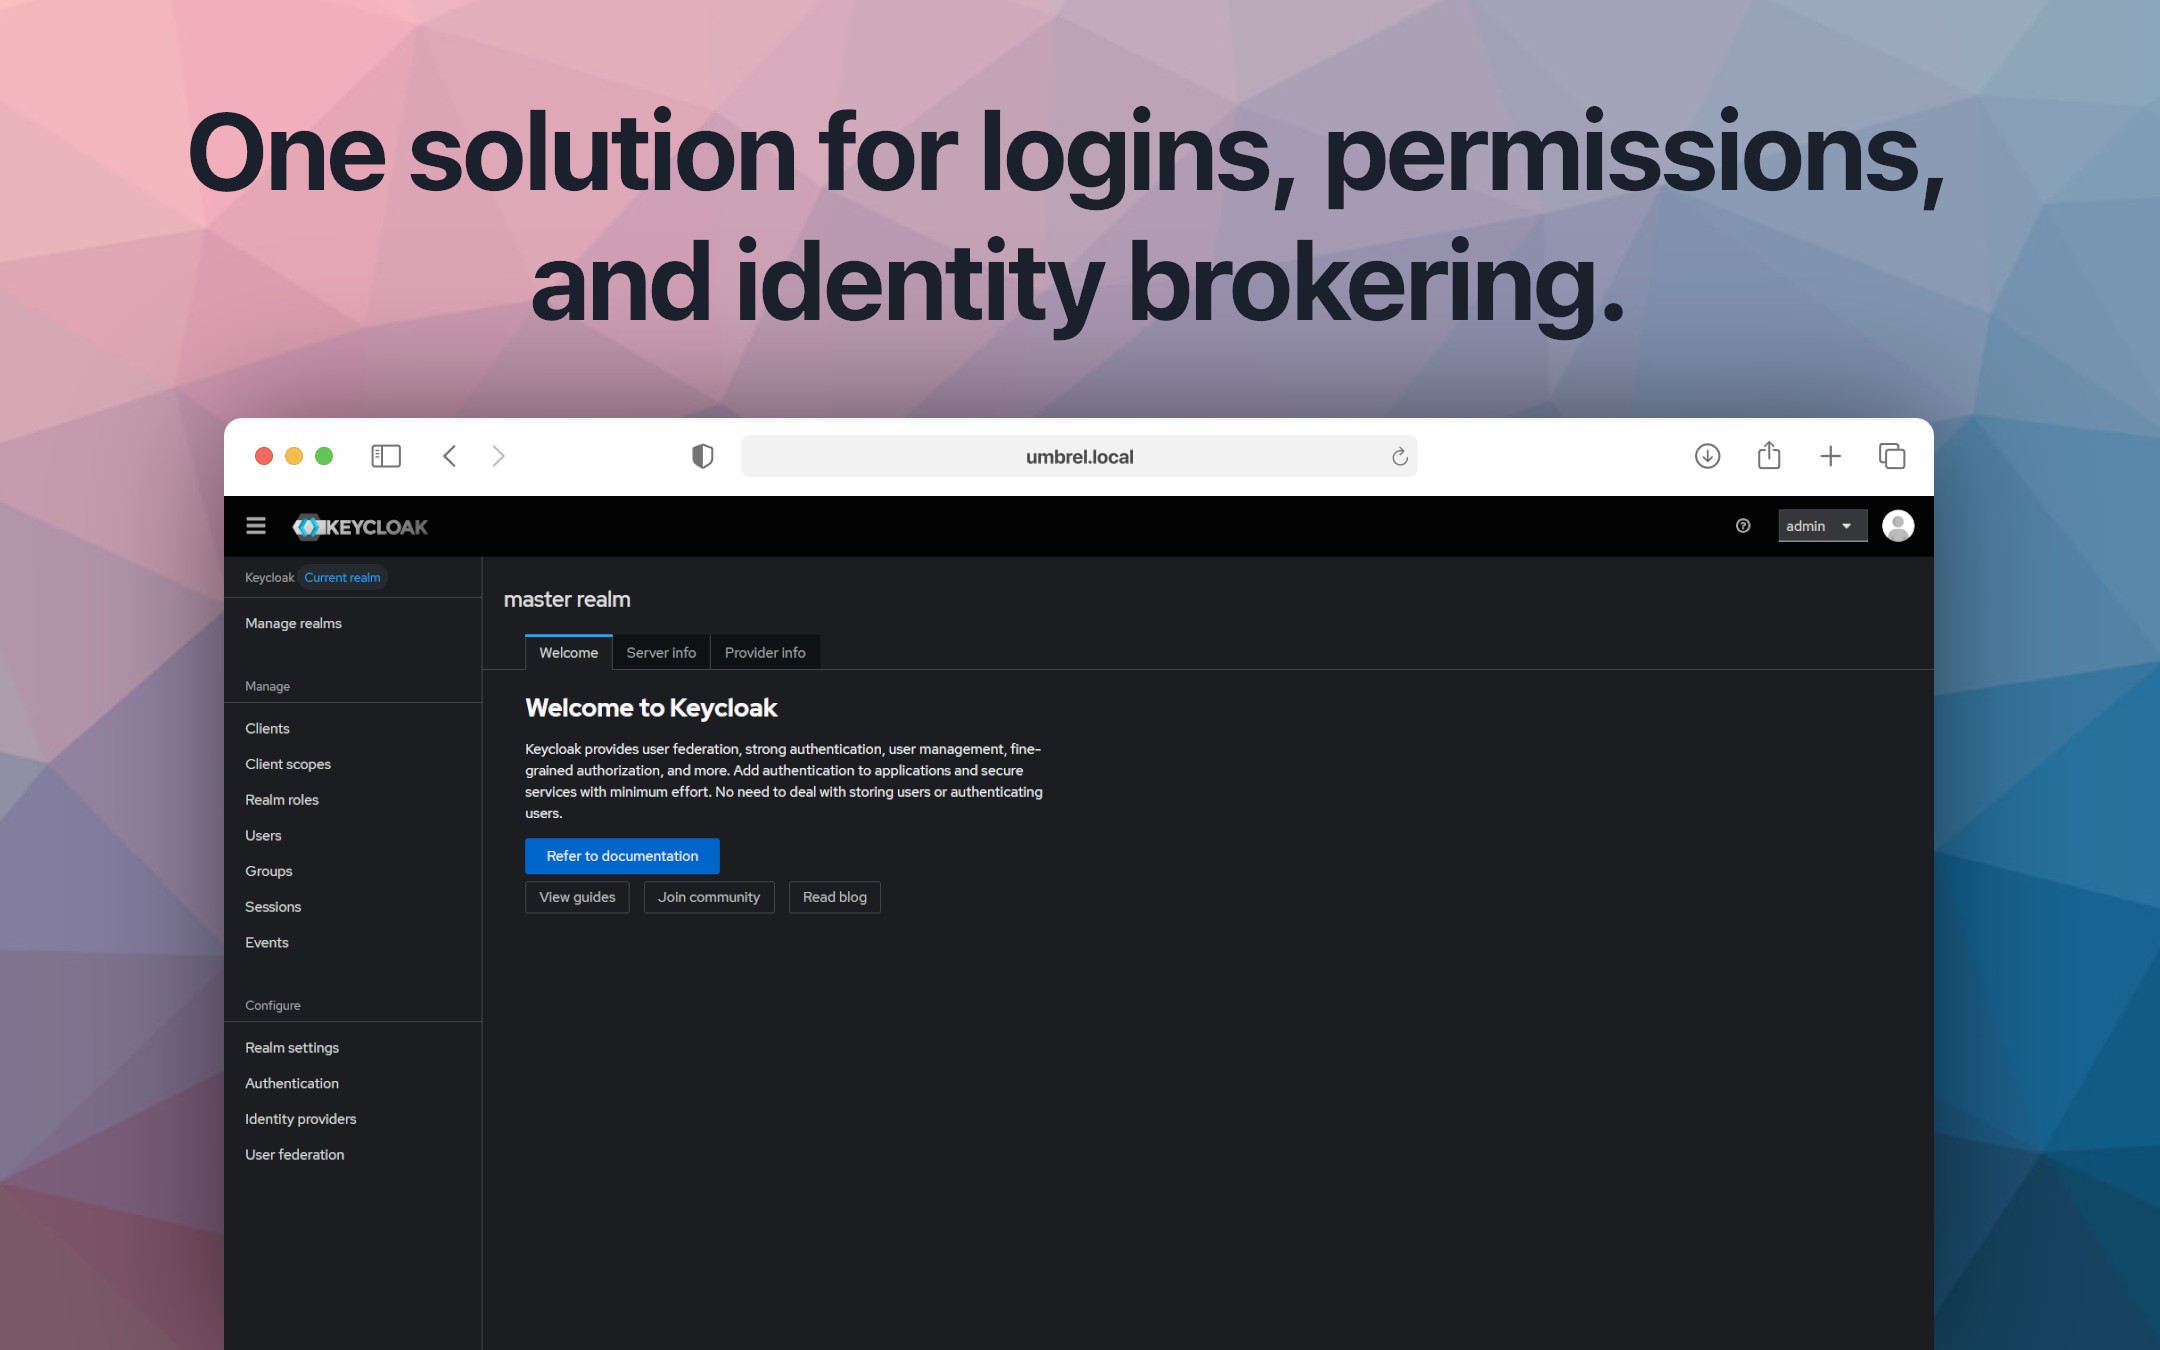 One solution for logins, permissions,
and identity brokering.
umbrel.local
KEYCLOAK
admin
Keycloak Current realm
Manage realms
Manage
Clients
Client scopes
Realm roles
Users
Groups
Sessions
Events
Configure
Realm settings
Authentication
Identity providers
User federation
master realm
Welcome Server info Provider info
Welcome to Keycloak
Keycloak provides user federation, strong authentication, user management, fine-
grained authorization, and more. Add authentication to applications and secure
services with minimum effort. No need to deal with storing users or authenticating
users.
Refer to documentation
View guides Join community Read blog